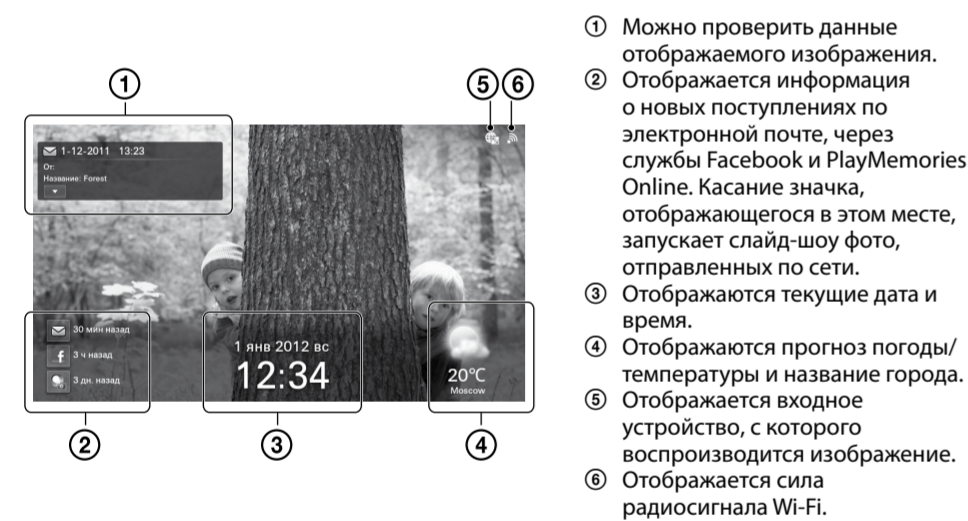 ① ⑤ ⑥
1-12-2011 13:23
От:
Название: Forest
30 мин назад
3 ч назад
3 дн. назад
1 янв 2012 вс
12:34
20°C
Moscow
② ③ ④
① Можно проверить данные
отображаемого изображения.
② Отображается информация
о новых поступлениях по
электронной почте, через
службы Facebook и PlayMemories
Online. Касание значка,
отображающегося в этом месте,
запускает слайд-шоу фото,
отправленных по сети.
③ Отображаются текущие дата и
время.
④ Отображаются прогноз погоды/
температуры и название города.
⑤ Отображается входное
устройство, с которого
воспроизводится изображение.
⑥ Отображается сила
радиосигнала Wi-Fi.